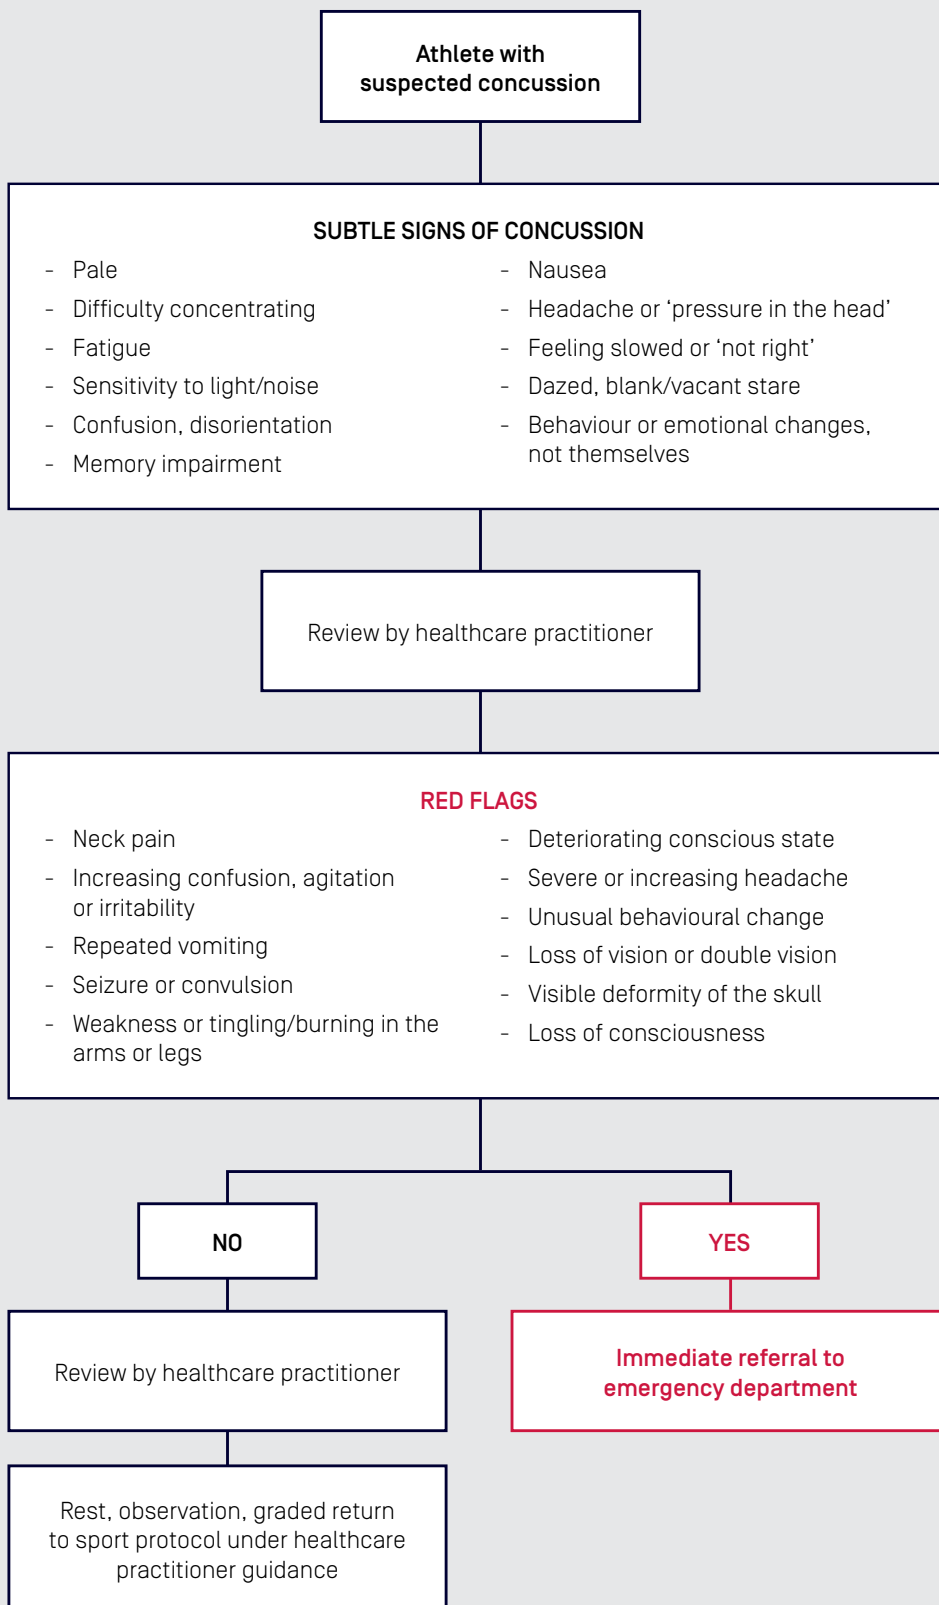 Athlete with
suspected concussion
SUBTLE SIGNS OF CONCUSSION
- Pale
- Difficulty concentrating
- Fatigue
- Sensitivity to light/noise
- Confusion, disorientation
- Memory impairment
- Nausea
- Headache or ‘pressure in the head’
- Feeling slowed or ‘not right’
- Dazed, blank/vacant stare
- Behaviour or emotional changes,
not themselves
Review by healthcare practitioner
RED FLAGS
- Neck pain
- Increasing confusion, agitation
or irritability
- Repeated vomiting
- Seizure or convulsion
- Weakness or tingling/burning in the
arms or legs
- Deteriorating conscious state
- Severe or increasing headache
- Unusual behavioural change
- Loss of vision or double vision
- Visible deformity of the skull
- Loss of consciousness
NO
Review by healthcare practitioner
Rest, observation, graded return
to sport protocol under healthcare
practitioner guidance
YES
Immediate referral to
emergency department